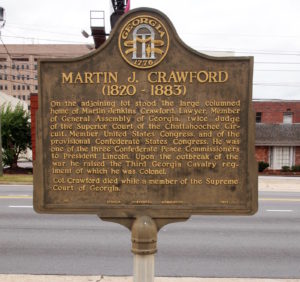 GEORGIA
1776
MARTIN J. CRAWFORD
(1820 - 1883)
On the adjoining lot stood the large columned
home of Martin Jenkins Crawford, Lawyer, Member
of General Assembly of Georgia, twice Judge
of the Superior Court of the Chattahoochee Cir-
cuit, Member, United States Congress, and of the
provisional Confederate States Congress. He was
one of the three Confederate Peace Commissioners
to President Lincoln. Upon the outbreak of the
war he raised the Third Georgia Cavalry reg-
iment of which he was Colonel.
Col. Crawford died while a member of the Supreme
Court of Georgia.
GEORGIA HISTORICAL COMMISSION